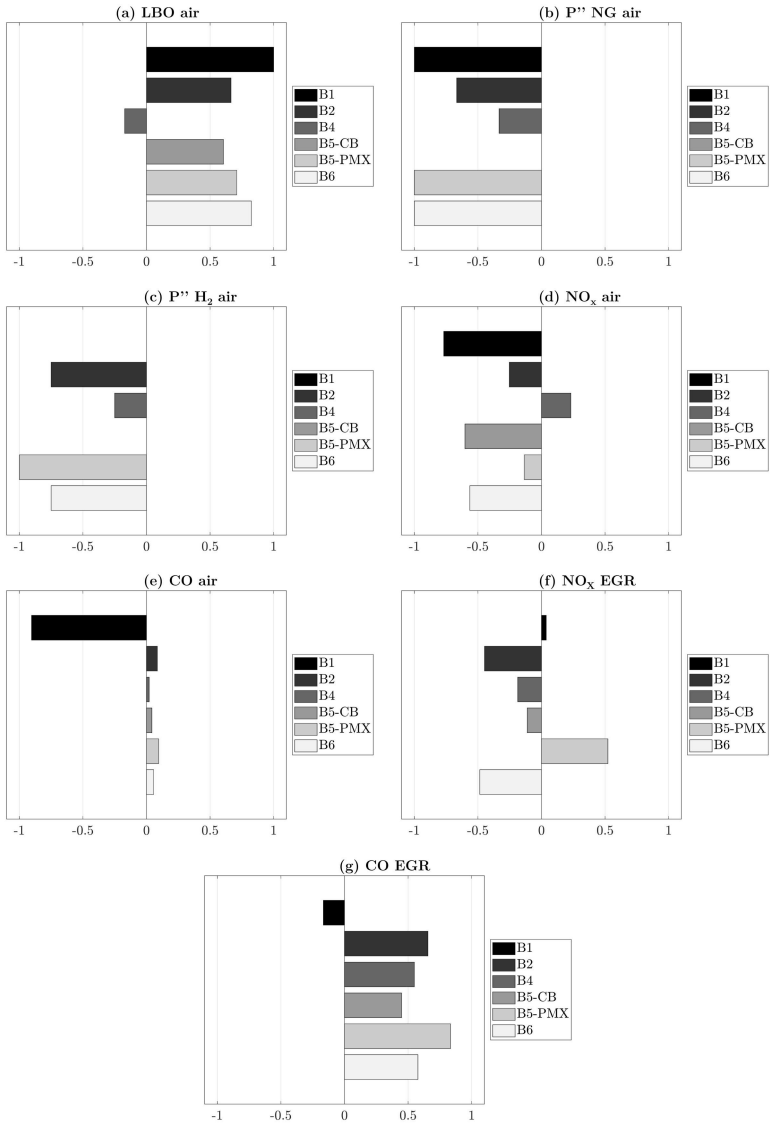 (a) LBO air
B1
B2
B4
B5-CB
B5-PMX
B6
-1 -0.5 0 0.5 1
(b) P'' NG air
B1
B2
B4
B5-CB
B5-PMX
B6
-1 -0.5 0 0.5 1
(c) P'' H₂ air
B1
B2
B4
B5-CB
B5-PMX
B6
-1 -0.5 0 0.5 1
(d) NOₓ air
B1
B2
B4
B5-CB
B5-PMX
B6
-1 -0.5 0 0.5 1
(e) CO air
B1
B2
B4
B5-CB
B5-PMX
B6
-1 -0.5 0 0.5 1
(f) NO_X EGR
B1
B2
B4
B5-CB
B5-PMX
B6
-1 -0.5 0 0.5 1
(g) CO EGR
B1
B2
B4
B5-CB
B5-PMX
B6
-1 -0.5 0 0.5 1